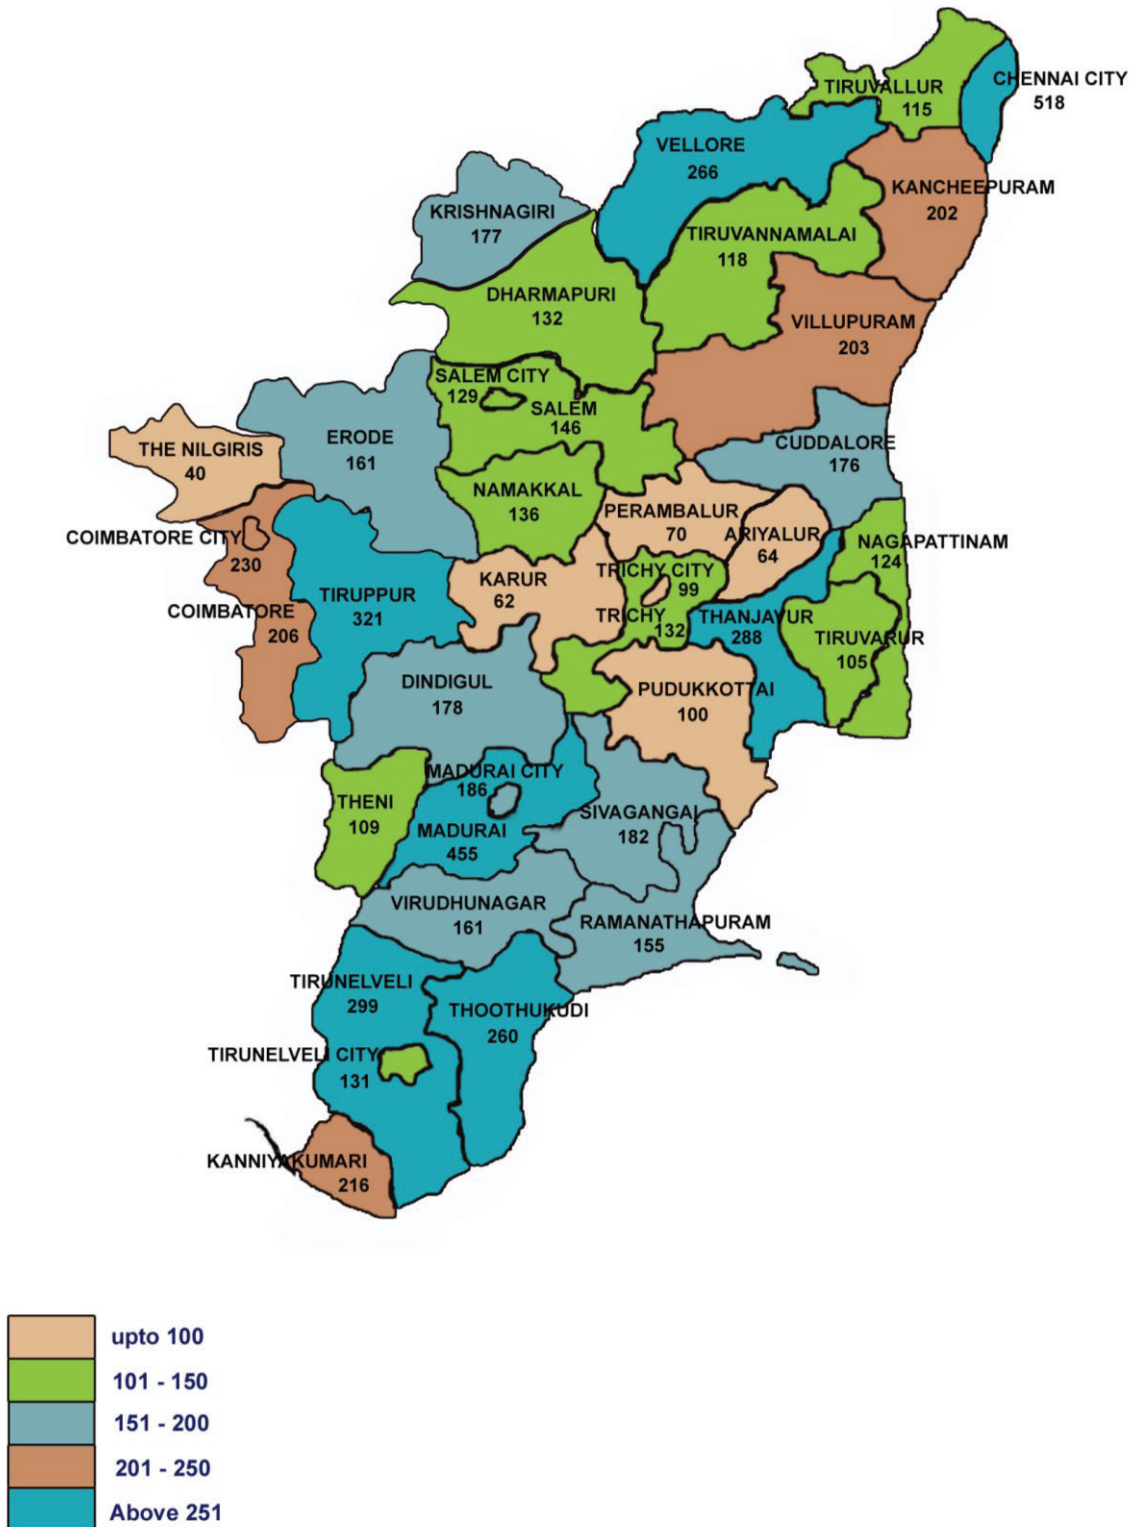 CHENNAI CITY
518
TIRUVALLUR
115
VELLORE
266
KANCHEEPURAM
202
KRISHNAGIRI
177
TIRUVANNAMALAI
118
DHARMAPURI
132
VILLUPURAM
203
SALEM CITY
129
SALEM
146
ERODE
161
THE NILGIRIS
40
CUDDALORE
176
NAMAKKAL
136
PERAMBALUR
70
ARIYALUR
64
COIMBATORE CITY
230
NAGAPATTINAM
124
KARUR
62
TRICHY CITY
99
TIRUPPUR
321
COIMBATORE
206
TRICHY
132
THANJAVUR
288
TIRUVARUR
105
DINDIGUL
178
PUDUKKOTTAI
100
MADURAI CITY
186
THENI
109
SIVAGANGAI
182
MADURAI
455
VIRUDHUNAGAR
161
RAMANATHAPURAM
155
TIRUNELVELI
299
THOOTHUKUDI
260
TIRUNELVELI CITY
131
KANNIYAKUMARI
216
upto 100
101 - 150
151 - 200
201 - 250
Above 251